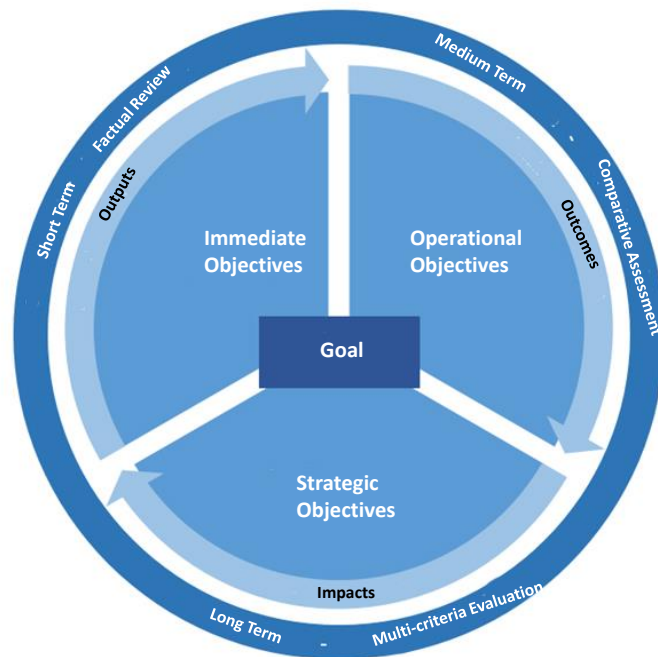 Medium Term - Comparative Assessment
Short Term Factual Review
Outputs
Outcomes
Immediate
Objectives
Operational
Objectives
Goal
Strategic
Objectives
Impacts
Long Term - Multi-criteria Evaluation